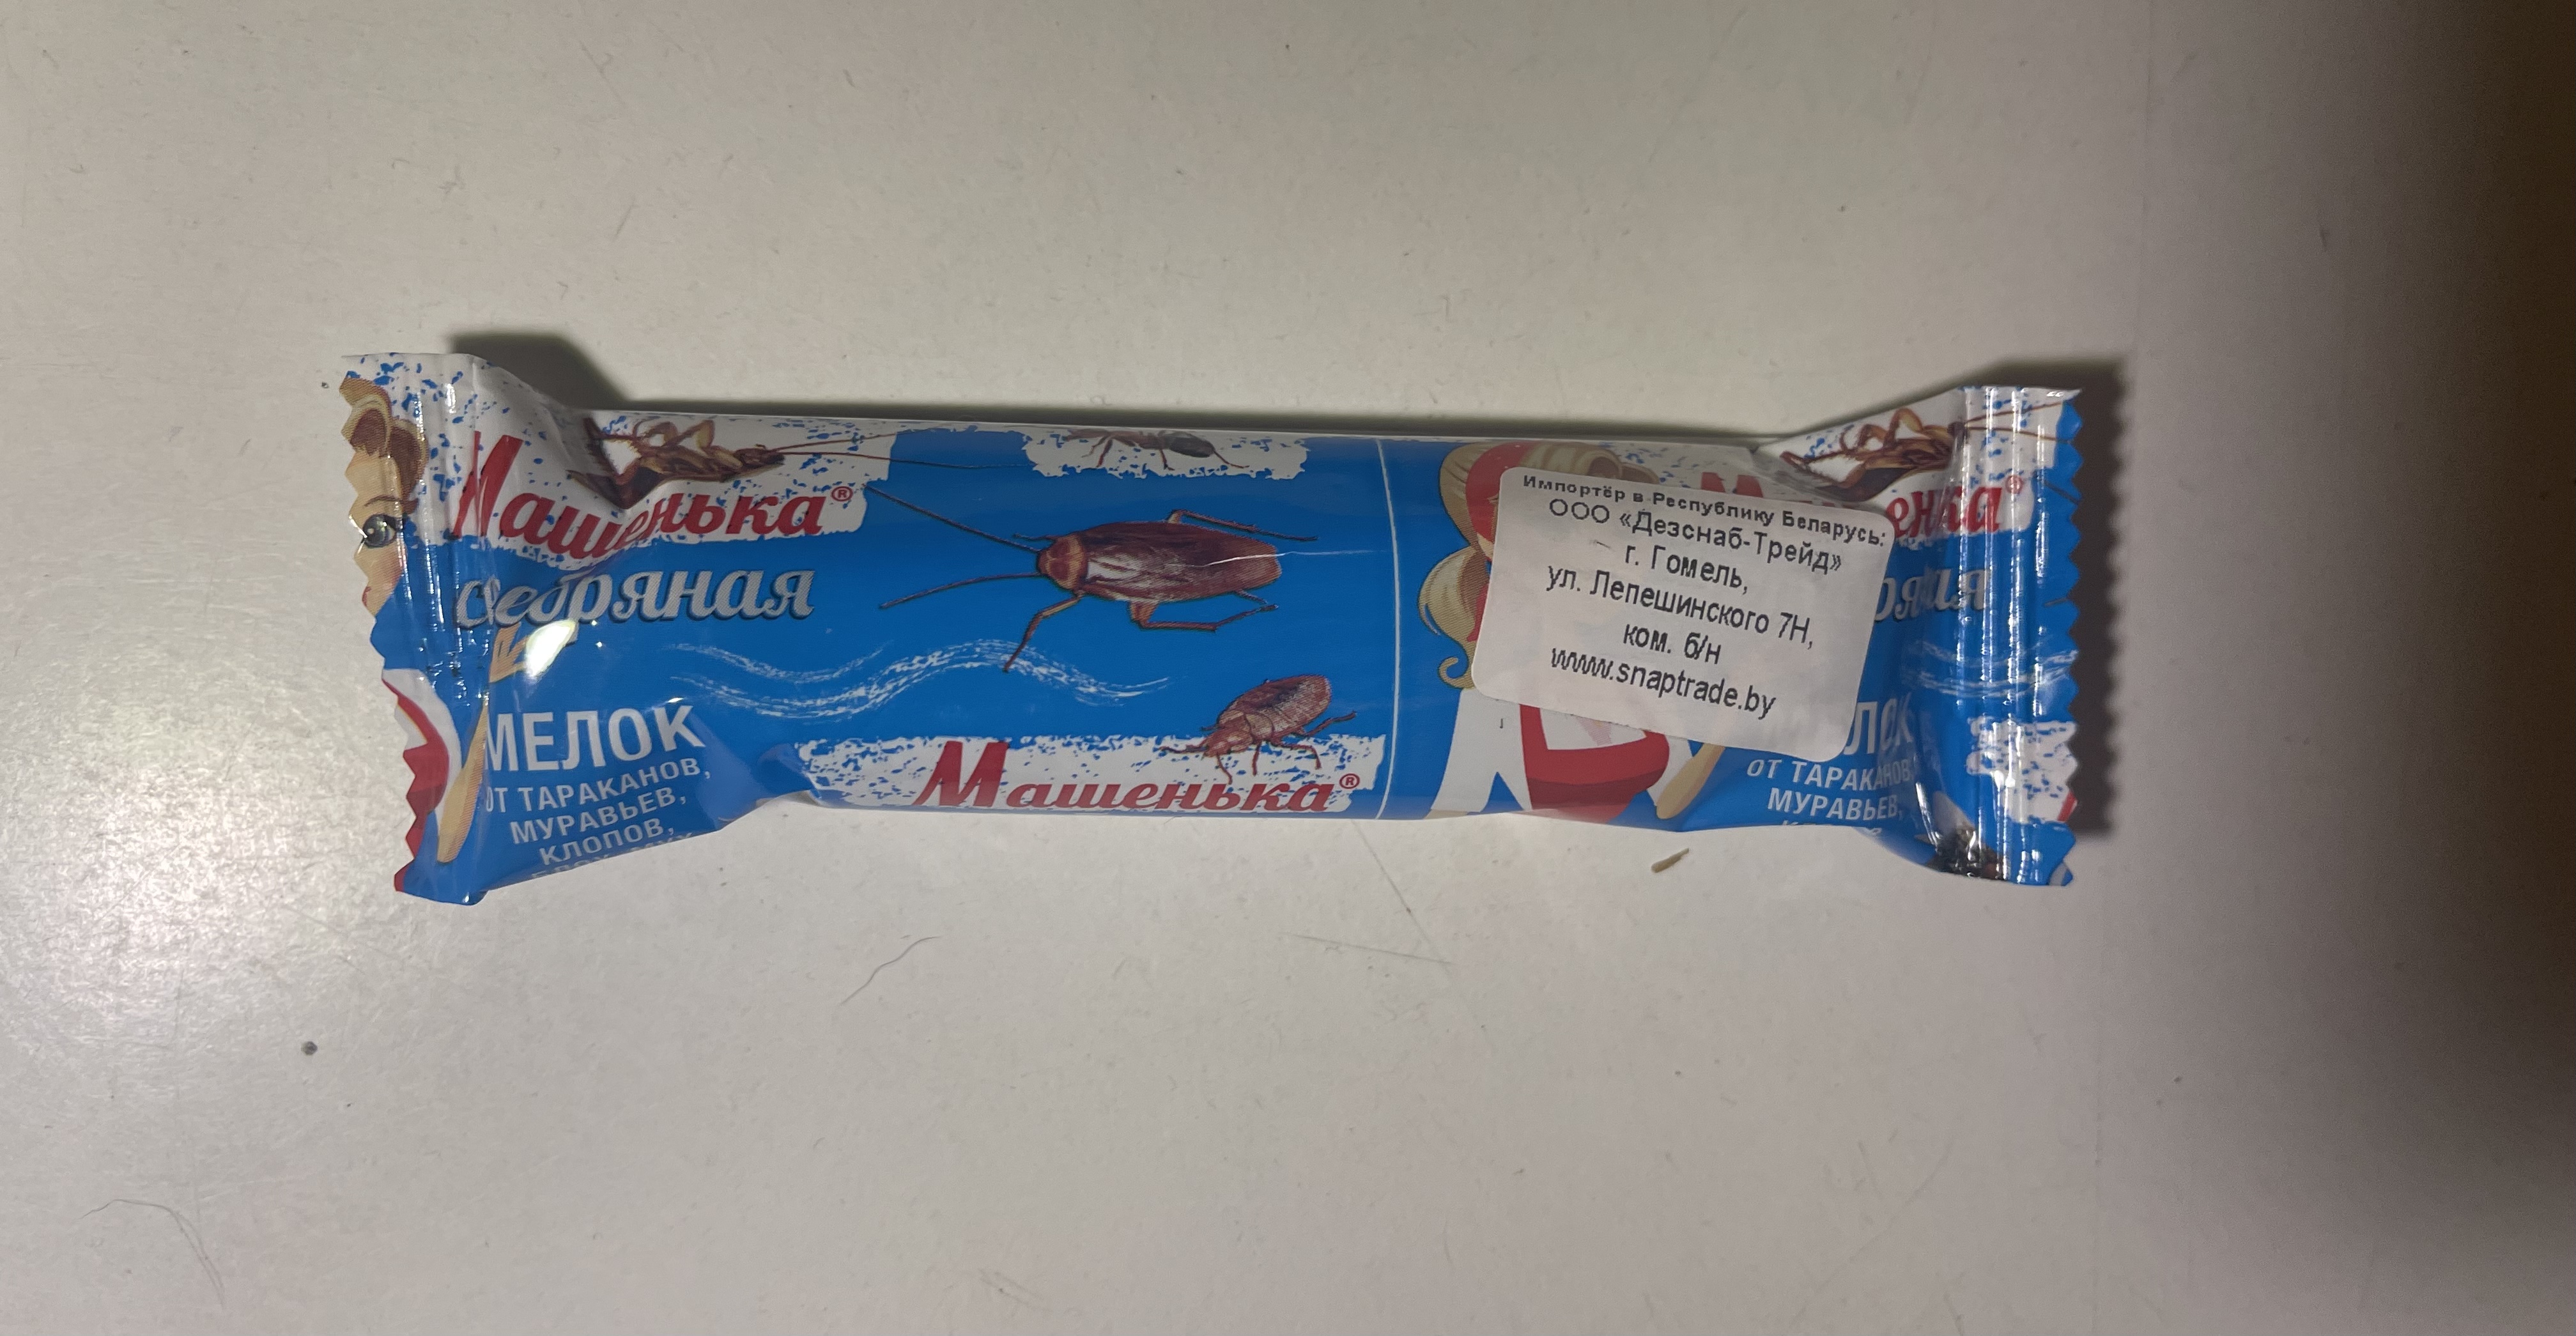 Машенька®
серебряная
МЕЛОК
ОТ ТАРАКАНОВ,
МУРАВЬЕВ,
КЛОПОВ,
Машенька®
Импортёр в Республику Беларусь:
ООО «Дезснаб-Трейд»
г. Гомель,
ул. Лепешинского 7Н,
ком. б/н
www.snaptrade.by
ОТ ТАРАКАНОВ,
МУРАВЬЕВ,